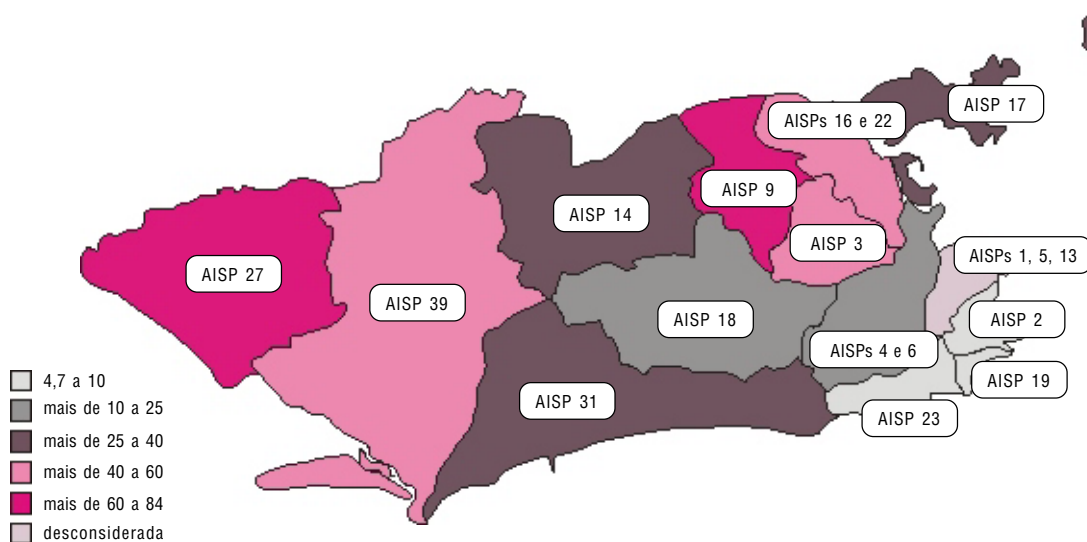 AISP 17
AISPs 16 e 22
AISP 9
AISP 14
AISP 3
AISPs 1, 5, 13
AISP 27
AISP 39
AISP 18
AISP 2
AISPs 4 e 6
AISP 19
AISP 31
AISP 23
4,7 a 10
mais de 10 a 25
mais de 25 a 40
mais de 40 a 60
mais de 60 a 84
desconsiderada